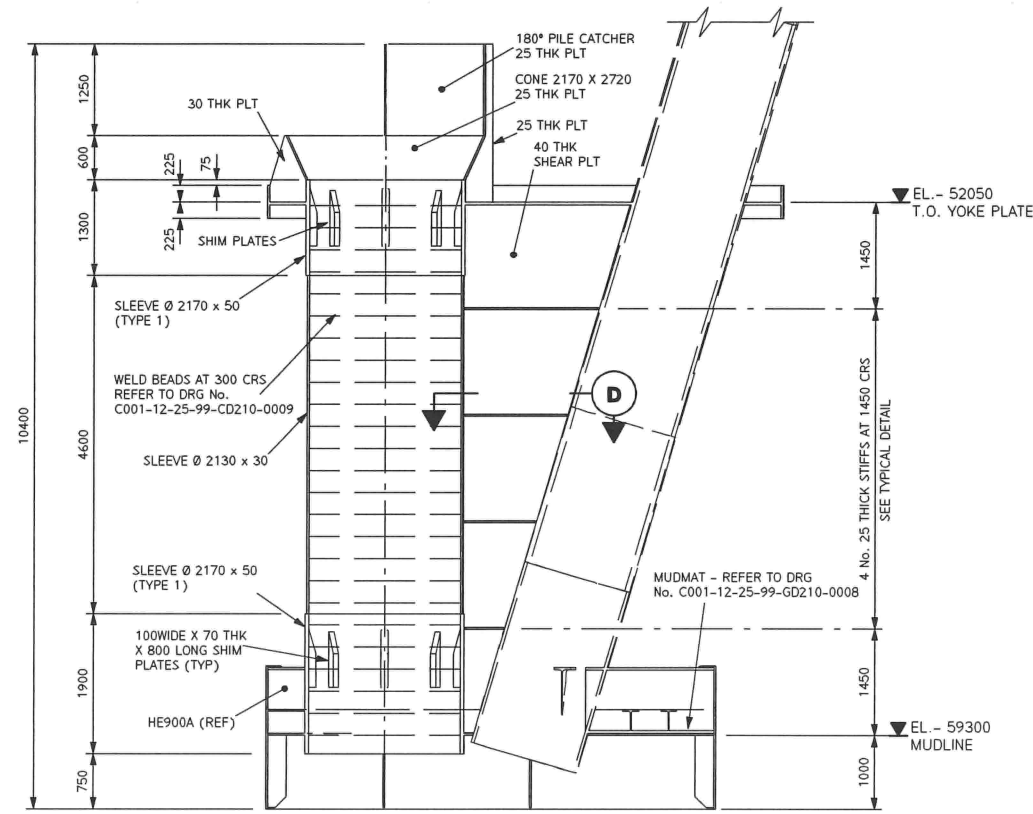 180° PILE CATCHER
25 THK PLT
CONE 2170 X 2720
25 THK PLT
30 THK PLT
25 THK PLT
40 THK
SHEAR PLT
1250
600
225
75
225
1300
SHIM PLATES
EL.- 52050
T.O. YOKE PLATE
1450
SLEEVE Ø 2170 x 50
(TYPE 1)
WELD BEADS AT 300 CRS
REFER TO DRG No.
C001-12-25-99-CD210-0009
D
10400
4600
SLEEVE Ø 2130 x 30
4 No. 25 THICK STIFFS AT 1450 CRS
SEE TYPICAL DETAIL
SLEEVE Ø 2170 x 50
(TYPE 1)
MUDMAT - REFER TO DRG
No. C001-12-25-99-GD210-0008
100WIDE X 70 THK
X 800 LONG SHIM
PLATES (TYP)
1900
1450
HE900A (REF)
EL.- 59300
MUDLINE
750
1000